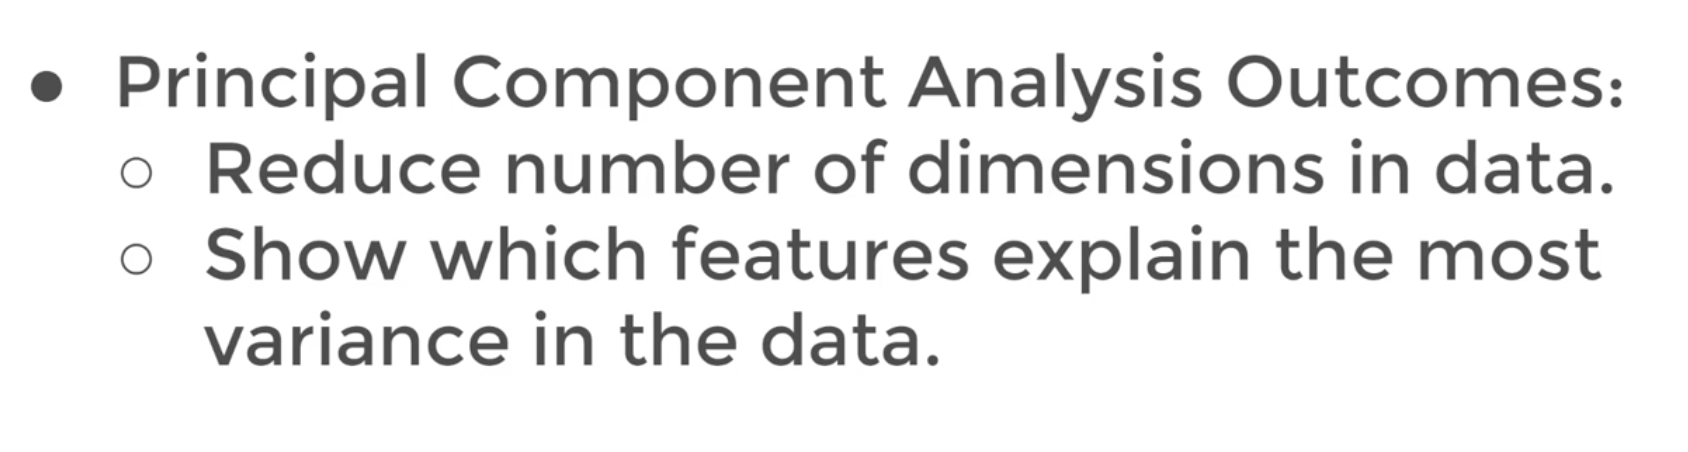 ● Principal Component Analysis Outcomes:
○ Reduce number of dimensions in data.
○ Show which features explain the most
variance in the data.